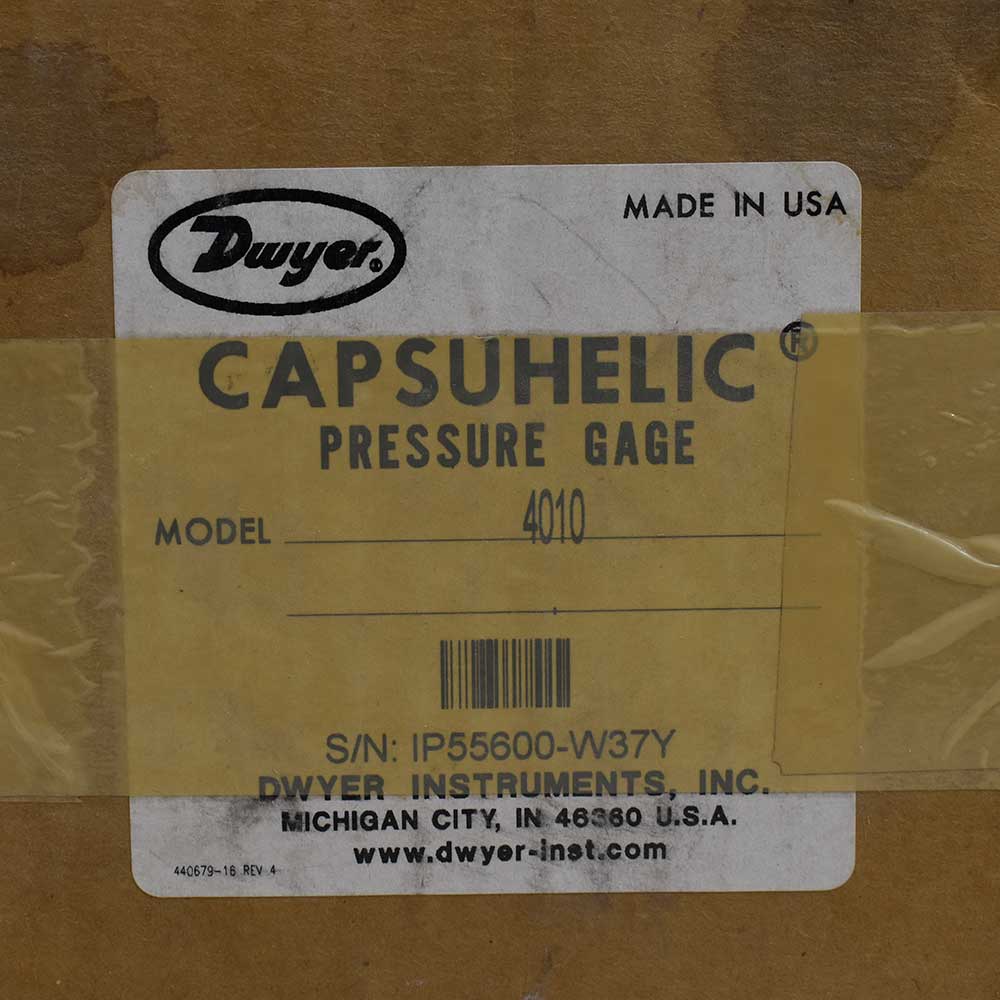 Dwyer®
MADE IN USA
CAPSUHELIC®
PRESSURE GAGE
MODEL 4010
S/N: IP55600-W37Y
DWYER INSTRUMENTS, INC.
MICHIGAN CITY, IN 46360 U.S.A.
www.dwyer-inst.com
440679-16 REV 4